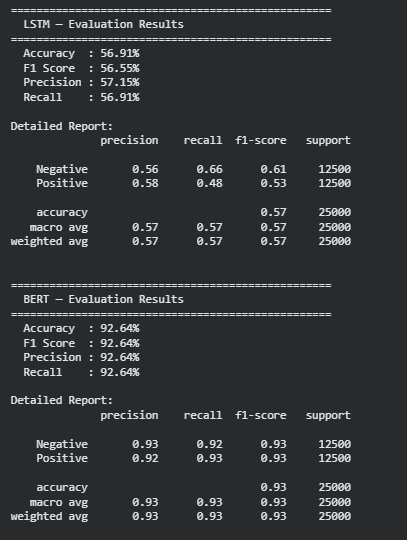 ==================================================
LSTM — Evaluation Results
==================================================
Accuracy : 56.91%
F1 Score : 56.55%
Precision : 57.15%
Recall : 56.91%
Detailed Report:
precision recall f1-score support
Negative 0.56 0.66 0.61 12500
Positive 0.58 0.48 0.53 12500
accuracy 0.57 25000
macro avg 0.57 0.57 0.57 25000
weighted avg 0.57 0.57 0.57 25000
==================================================
BERT — Evaluation Results
==================================================
Accuracy : 92.64%
F1 Score : 92.64%
Precision : 92.64%
Recall : 92.64%
Detailed Report:
precision recall f1-score support
Negative 0.93 0.92 0.93 12500
Positive 0.92 0.93 0.93 12500
accuracy 0.93 25000
macro avg 0.93 0.93 0.93 25000
weighted avg 0.93 0.93 0.93 25000